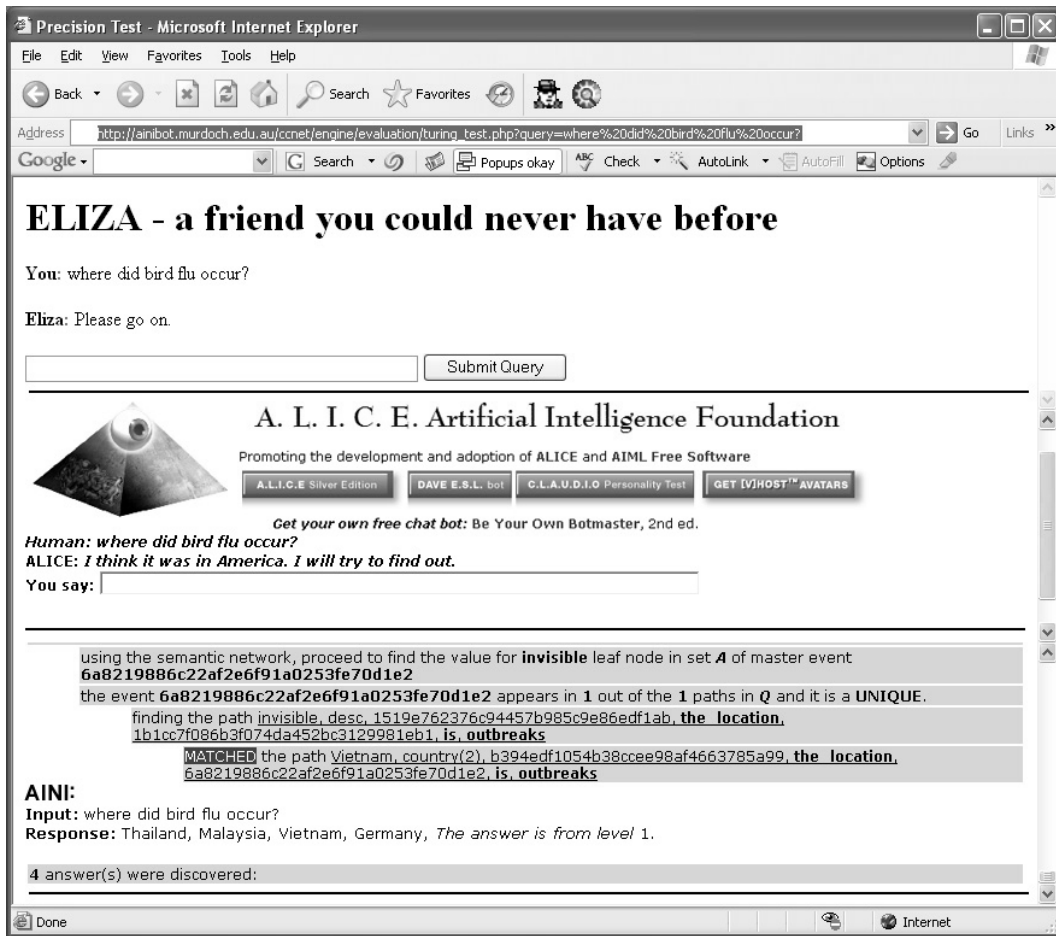 Precision Test - Microsoft Internet Explorer
File Edit View Favorites Tools Help
Back Search Favorites
Address http://ainibot.murdoch.edu.au/ccnet/engine/evaluation/turing_test.php?query=where%20did%20bird%20flu%20occur? Go Links »
Google G Search Popups okay ABC Check AutoLink AutoFill Options
ELIZA - a friend you could never have before
You: where did bird flu occur?
Eliza: Please go on.
Submit Query
A. L. I. C. E. Artificial Intelligence Foundation
Promoting the development and adoption of ALICE and AIML Free Software
A.L.I.C.E Silver Edition DAVE E.S.L. bot C.L.A.U.D.I.O Personality Test GET [V]HOST™ AVATARS
Get your own free chat bot: Be Your Own Botmaster, 2nd ed.
Human: where did bird flu occur?
ALICE: I think it was in America. I will try to find out.
You say:
using the semantic network, proceed to find the value for invisible leaf node in set A of master event
6a8219886c22af2e6f91a0253fe70d1e2
the event 6a8219886c22af2e6f91a0253fe70d1e2 appears in 1 out of the 1 paths in Q and it is a UNIQUE.
finding the path invisible, desc, 1519e762376c94457b985c9e86edf1ab, the_location,
1b1cc7f086b3f074da452bc3129981eb1, is, outbreaks
MATCHED the path Vietnam, country(2), b394edf1054b38ccee98af4663785a99, the_location,
6a8219886c22af2e6f91a0253fe70d1e2, is, outbreaks
AINI:
Input: where did bird flu occur?
Response: Thailand, Malaysia, Vietnam, Germany, The answer is from level 1.
4 answer(s) were discovered:
Done Internet